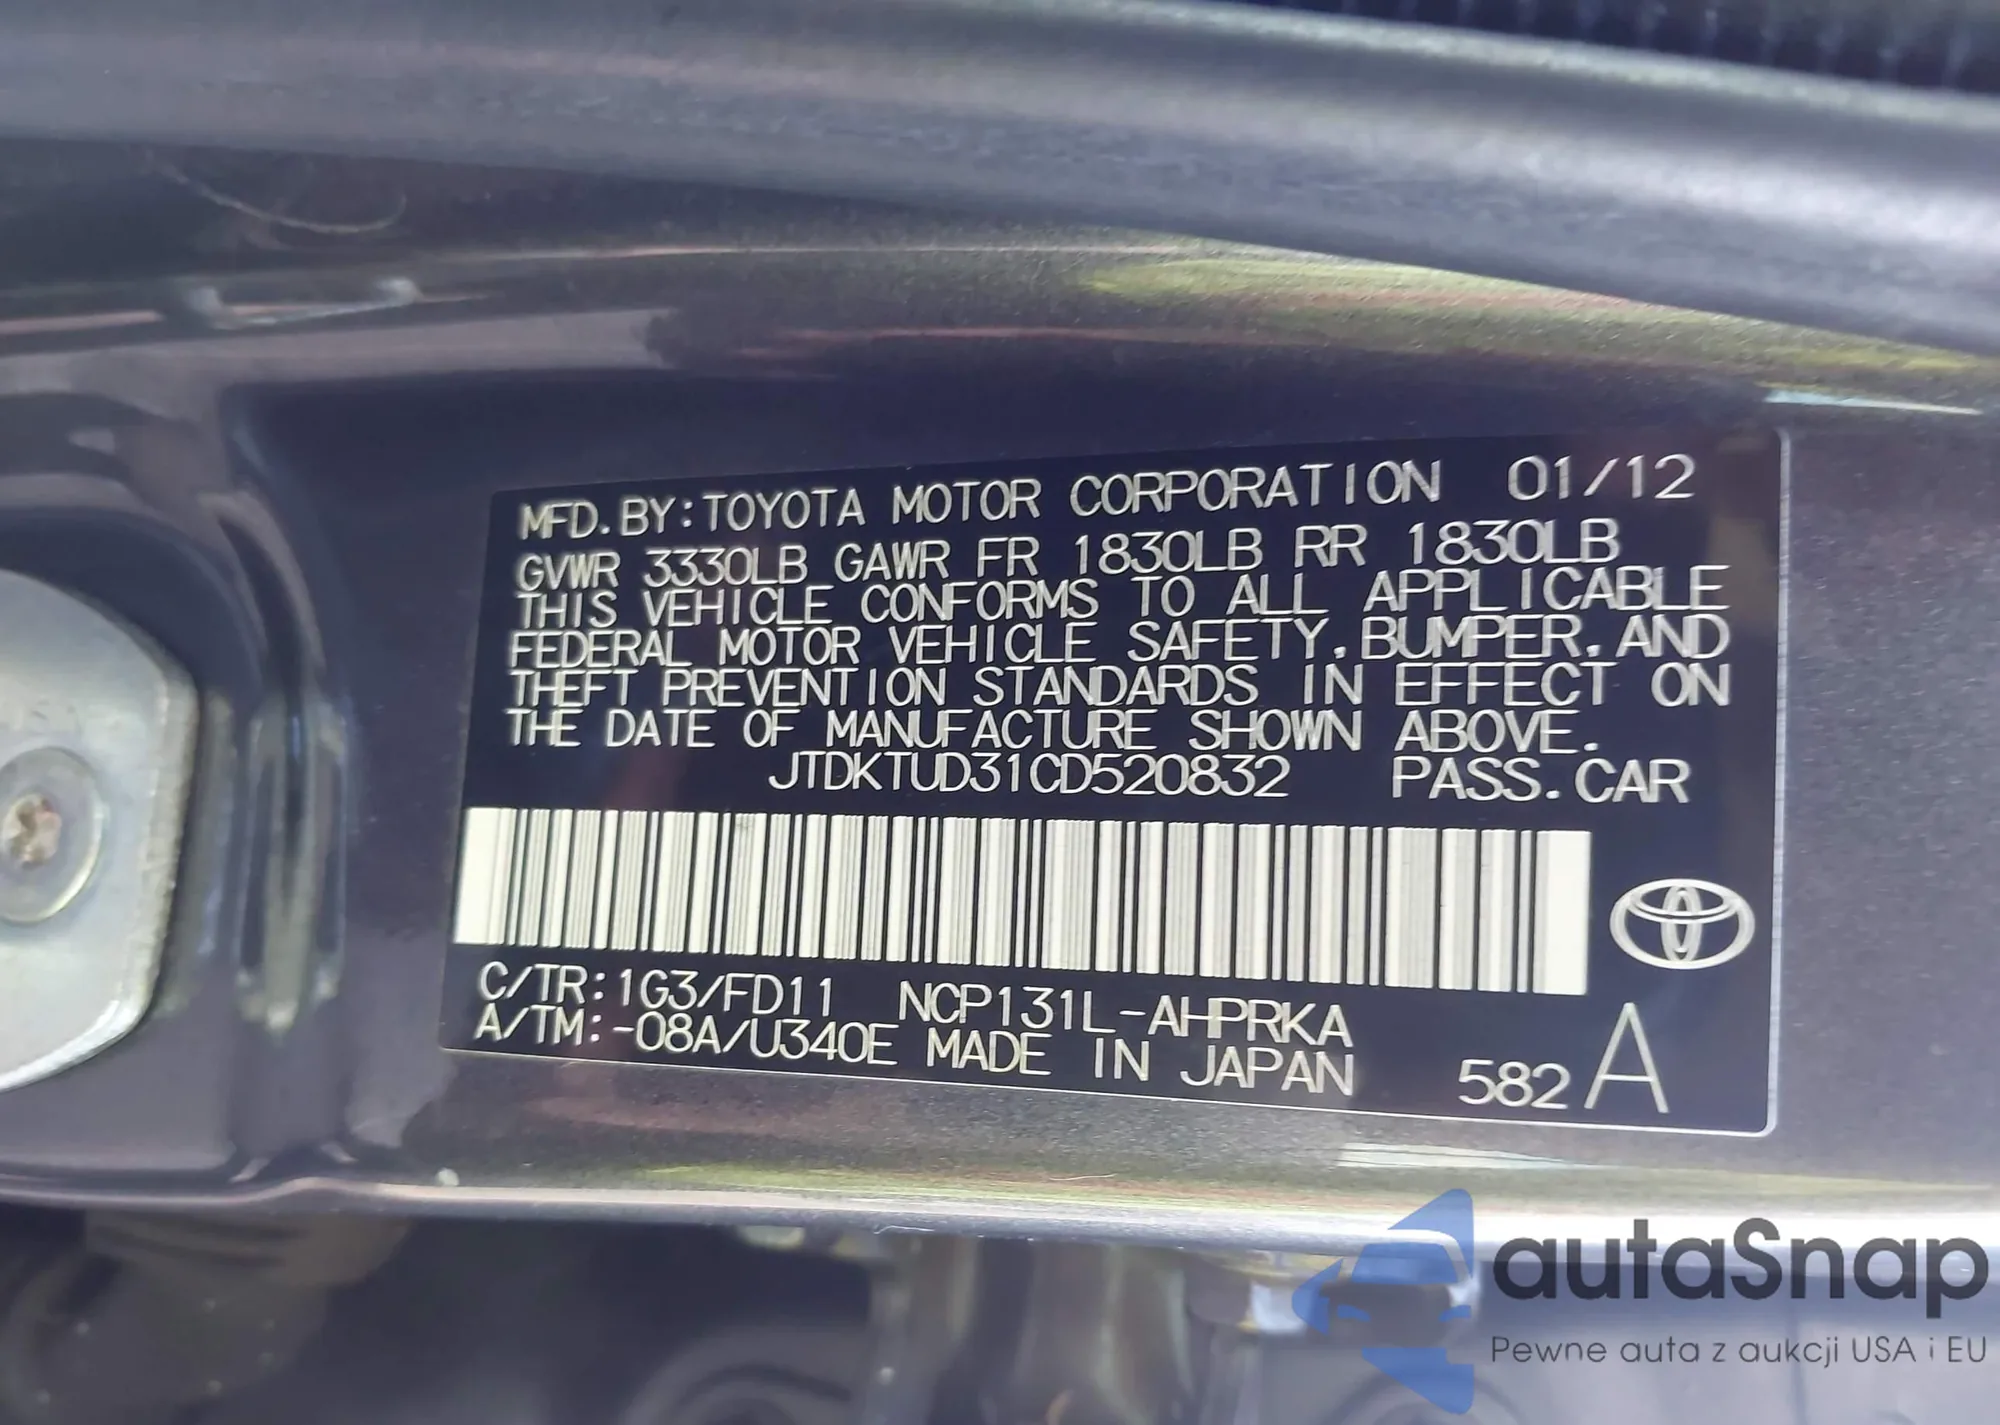 MFD.BY:TOYOTA MOTOR CORPORATION 01/12
GVWR 3330LB GAWR FR 1830LB RR 1830LB
THIS VEHICLE CONFORMS TO ALL APPLICABLE
FEDERAL MOTOR VEHICLE SAFETY,BUMPER,AND
THEFT PREVENTION STANDARDS IN EFFECT ON
THE DATE OF MANUFACTURE SHOWN ABOVE.
JTDKTUD31CD520832 PASS.CAR
C/TR:1G3/FD11 NCP131L-AHPRKA
A/TM:-08A/U340E MADE IN JAPAN 582 A
autaSnap
Pewne auta z aukcji USA i EU